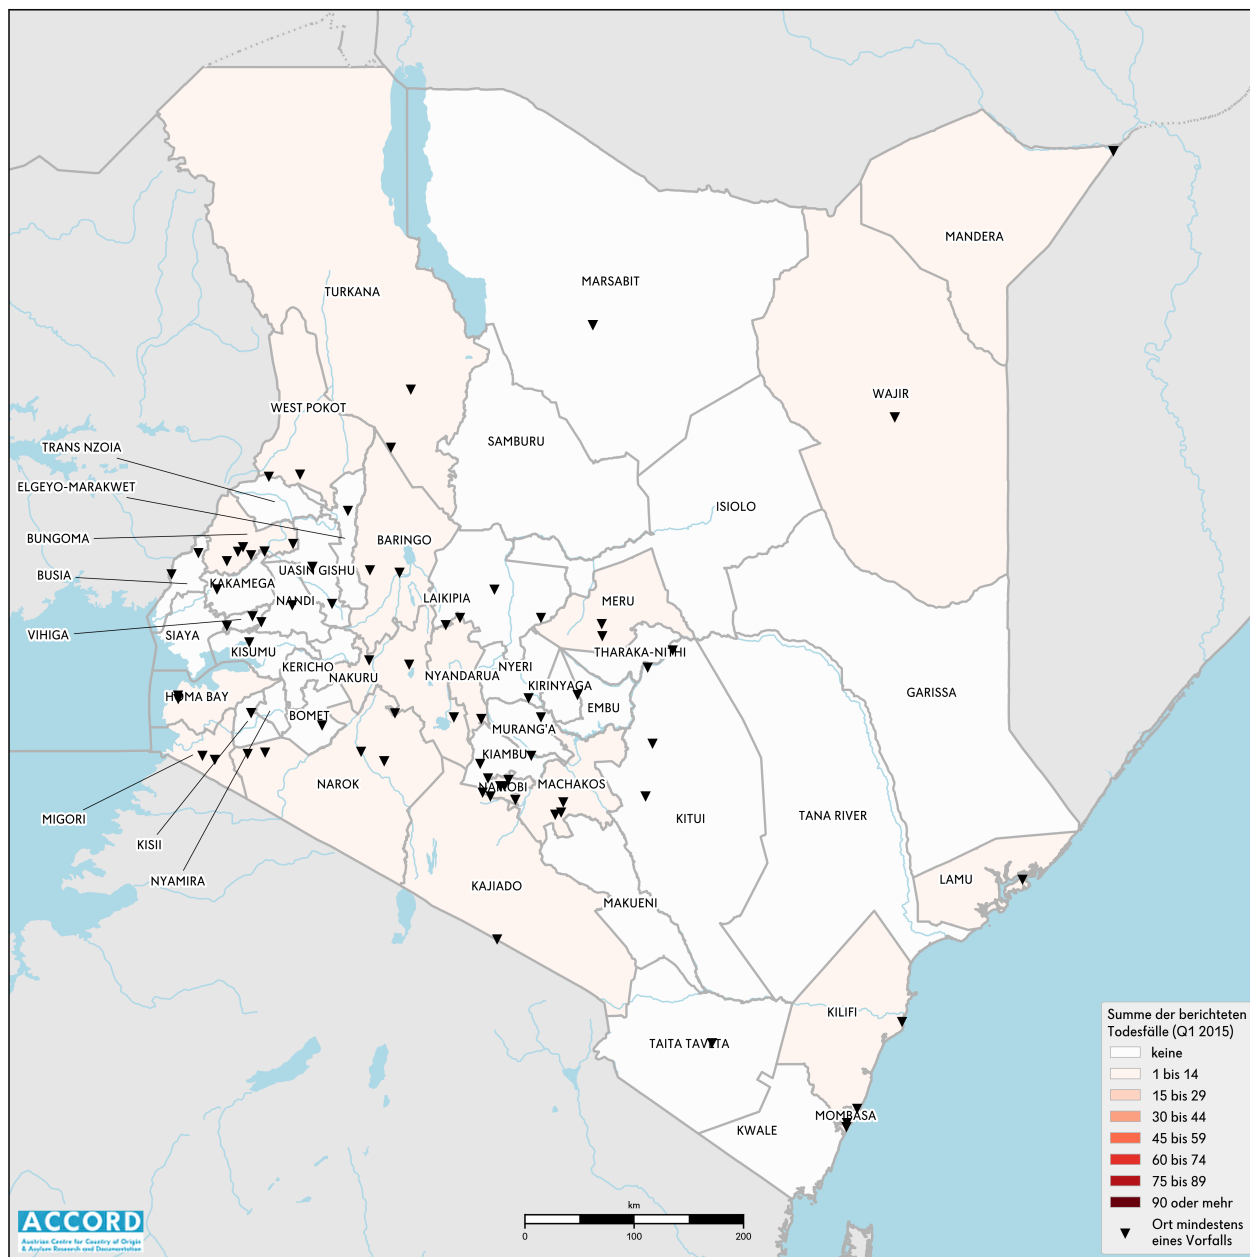 MANDERA
MARSABIT
TURKANA
WAJIR
WEST POKOT
SAMBURU
TRANS NZOIA
ELGEYO-MARAKWET
ISIOLO
BUNGOMA
BARINGO
UASIN GISHU
BUSIA
KAKAMEGA
LAIKIPIA
NANDI
MERU
VIHIGA
SIAYA
KISUMU
THARAKA-NITHI
KERICHO
NYERI
NAKURU
NYANDARUA
KIRINYAGA
GARISSA
HOMA BAY
EMBU
BOMET
MURANG'A
KIAMBU
NAROK
NAIROBI
MACHAKOS
TANA RIVER
MIGORI
KITUI
KISII
NYAMIRA
LAMU
KAJIADO
MAKUENI
KILIFI
TAITA TAVETA
MOMBASA
KWALE
Summe der berichteten
Todesfälle (Q1 2015)
keine
1 bis 14
15 bis 29
30 bis 44
45 bis 59
60 bis 74
75 bis 89
90 oder mehr
Ort mindestens
eines Vorfalls
km
0 100 200
ACCORD
Austrian Centre for Country of Origin
& Asylum Research and Documentation